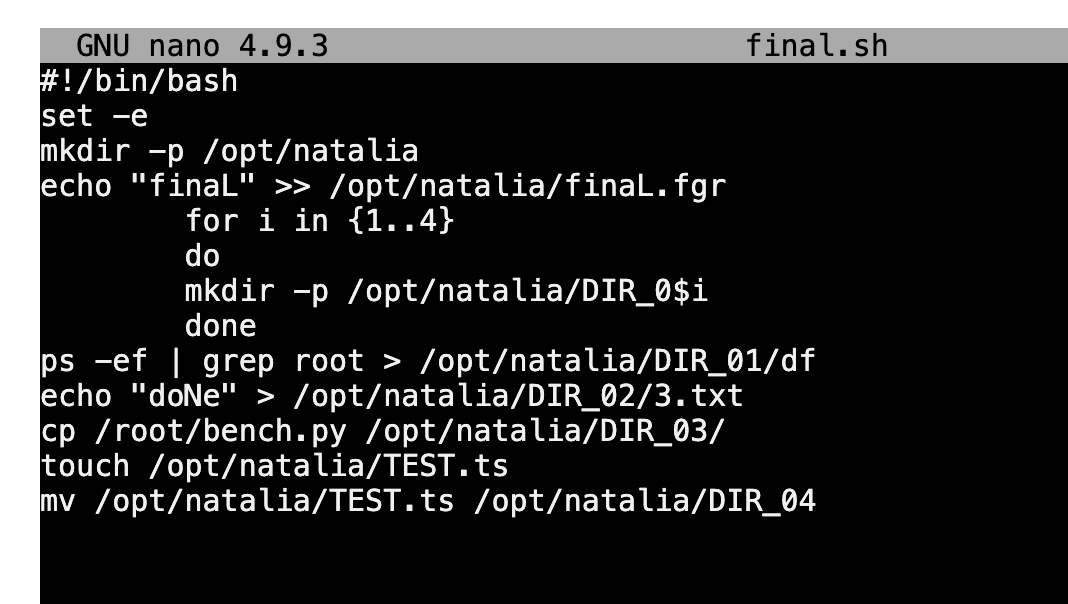 GNU nano 4.9.3 final.sh
#!/bin/bash
set -e
mkdir -p /opt/natalia
echo "finaL" >> /opt/natalia/finaL.fgr
        for i in {1..4}
        do
        mkdir -p /opt/natalia/DIR_0$i
        done
ps -ef | grep root > /opt/natalia/DIR_01/df
echo "doNe" > /opt/natalia/DIR_02/3.txt
cp /root/bench.py /opt/natalia/DIR_03/
touch /opt/natalia/TEST.ts
mv /opt/natalia/TEST.ts /opt/natalia/DIR_04